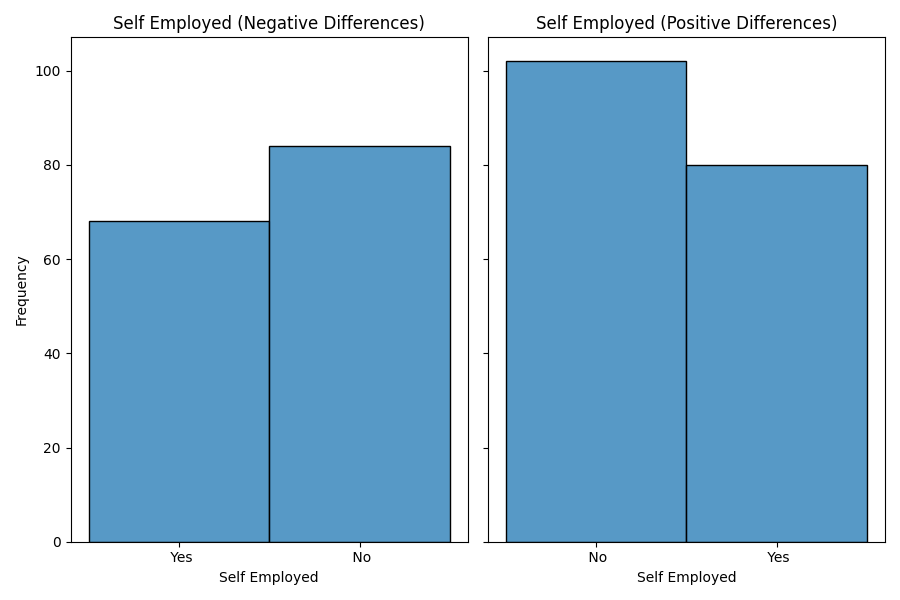 Self Employed (Negative Differences)
Self Employed (Positive Differences)
Frequency
100
80
60
40
20
0
Yes
No
No
Yes
Self Employed
Self Employed